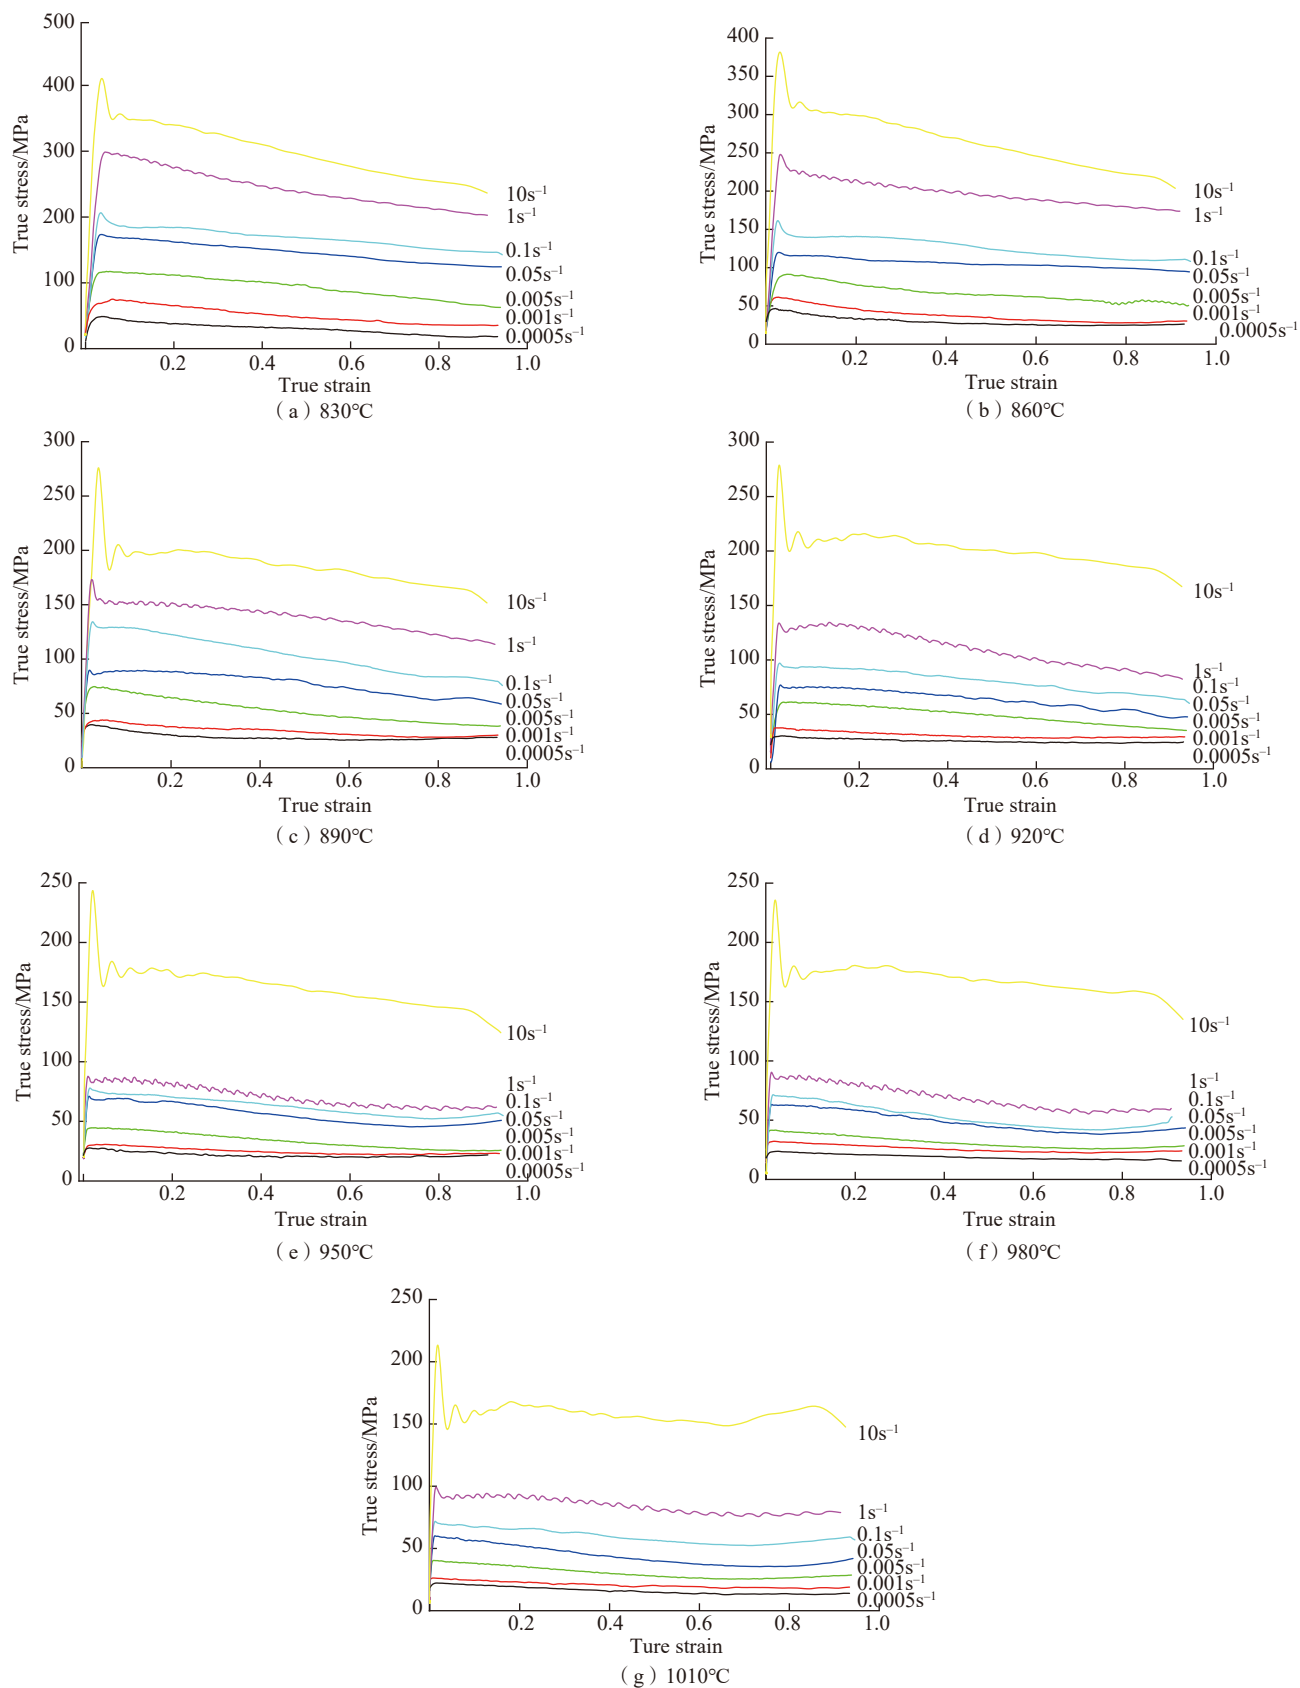 500
400
300
200
100
0
True stress/MPa
10s⁻¹
1s⁻¹
0.1s⁻¹
0.05s⁻¹
0.005s⁻¹
0.001s⁻¹
0.0005s⁻¹
0.2 0.4 0.6 0.8 1.0
True strain
(a) 830℃
400
350
300
250
200
150
100
50
0
True stress/MPa
10s⁻¹
1s⁻¹
0.1s⁻¹
0.05s⁻¹
0.005s⁻¹
0.001s⁻¹
0.0005s⁻¹
0.2 0.4 0.6 0.8 1.0
True strain
(b) 860℃
300
250
200
150
100
50
0
True stress/MPa
10s⁻¹
1s⁻¹
0.1s⁻¹
0.05s⁻¹
0.005s⁻¹
0.001s⁻¹
0.0005s⁻¹
0.2 0.4 0.6 0.8 1.0
True strain
(c) 890℃
300
250
200
150
100
50
0
True stress/MPa
10s⁻¹
1s⁻¹
0.1s⁻¹
0.05s⁻¹
0.005s⁻¹
0.001s⁻¹
0.0005s⁻¹
0.2 0.4 0.6 0.8 1.0
True strain
(d) 920℃
250
200
150
100
50
0
True stress/MPa
10s⁻¹
1s⁻¹
0.1s⁻¹
0.05s⁻¹
0.005s⁻¹
0.001s⁻¹
0.0005s⁻¹
0.2 0.4 0.6 0.8 1.0
True strain
(e) 950℃
250
200
150
100
50
0
True stress/MPa
10s⁻¹
1s⁻¹
0.1s⁻¹
0.05s⁻¹
0.005s⁻¹
0.001s⁻¹
0.0005s⁻¹
0.2 0.4 0.6 0.8 1.0
True strain
(f) 980℃
250
200
150
100
50
0
True stress/MPa
10s⁻¹
1s⁻¹
0.1s⁻¹
0.05s⁻¹
0.005s⁻¹
0.001s⁻¹
0.0005s⁻¹
0.2 0.4 0.6 0.8 1.0
Ture strain
(g) 1010℃